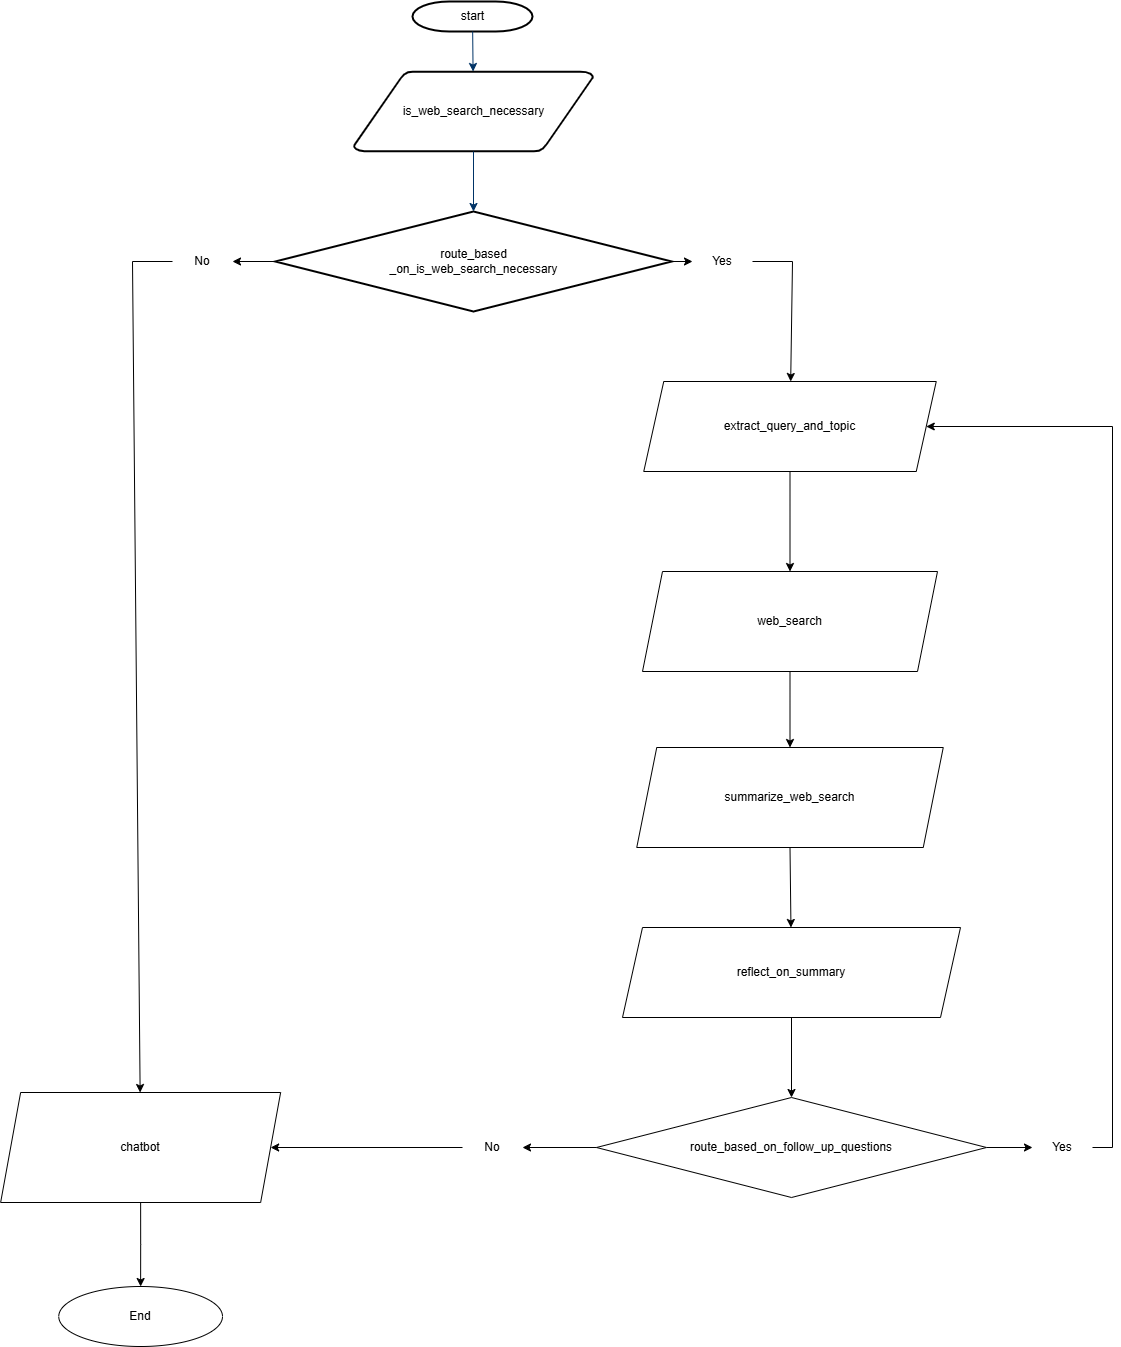 start
is_web_search_necessary
route_based
_on_is_web_search_necessary
No
Yes
extract_query_and_topic
web_search
summarize_web_search
reflect_on_summary
route_based_on_follow_up_questions
No
Yes
chatbot
End